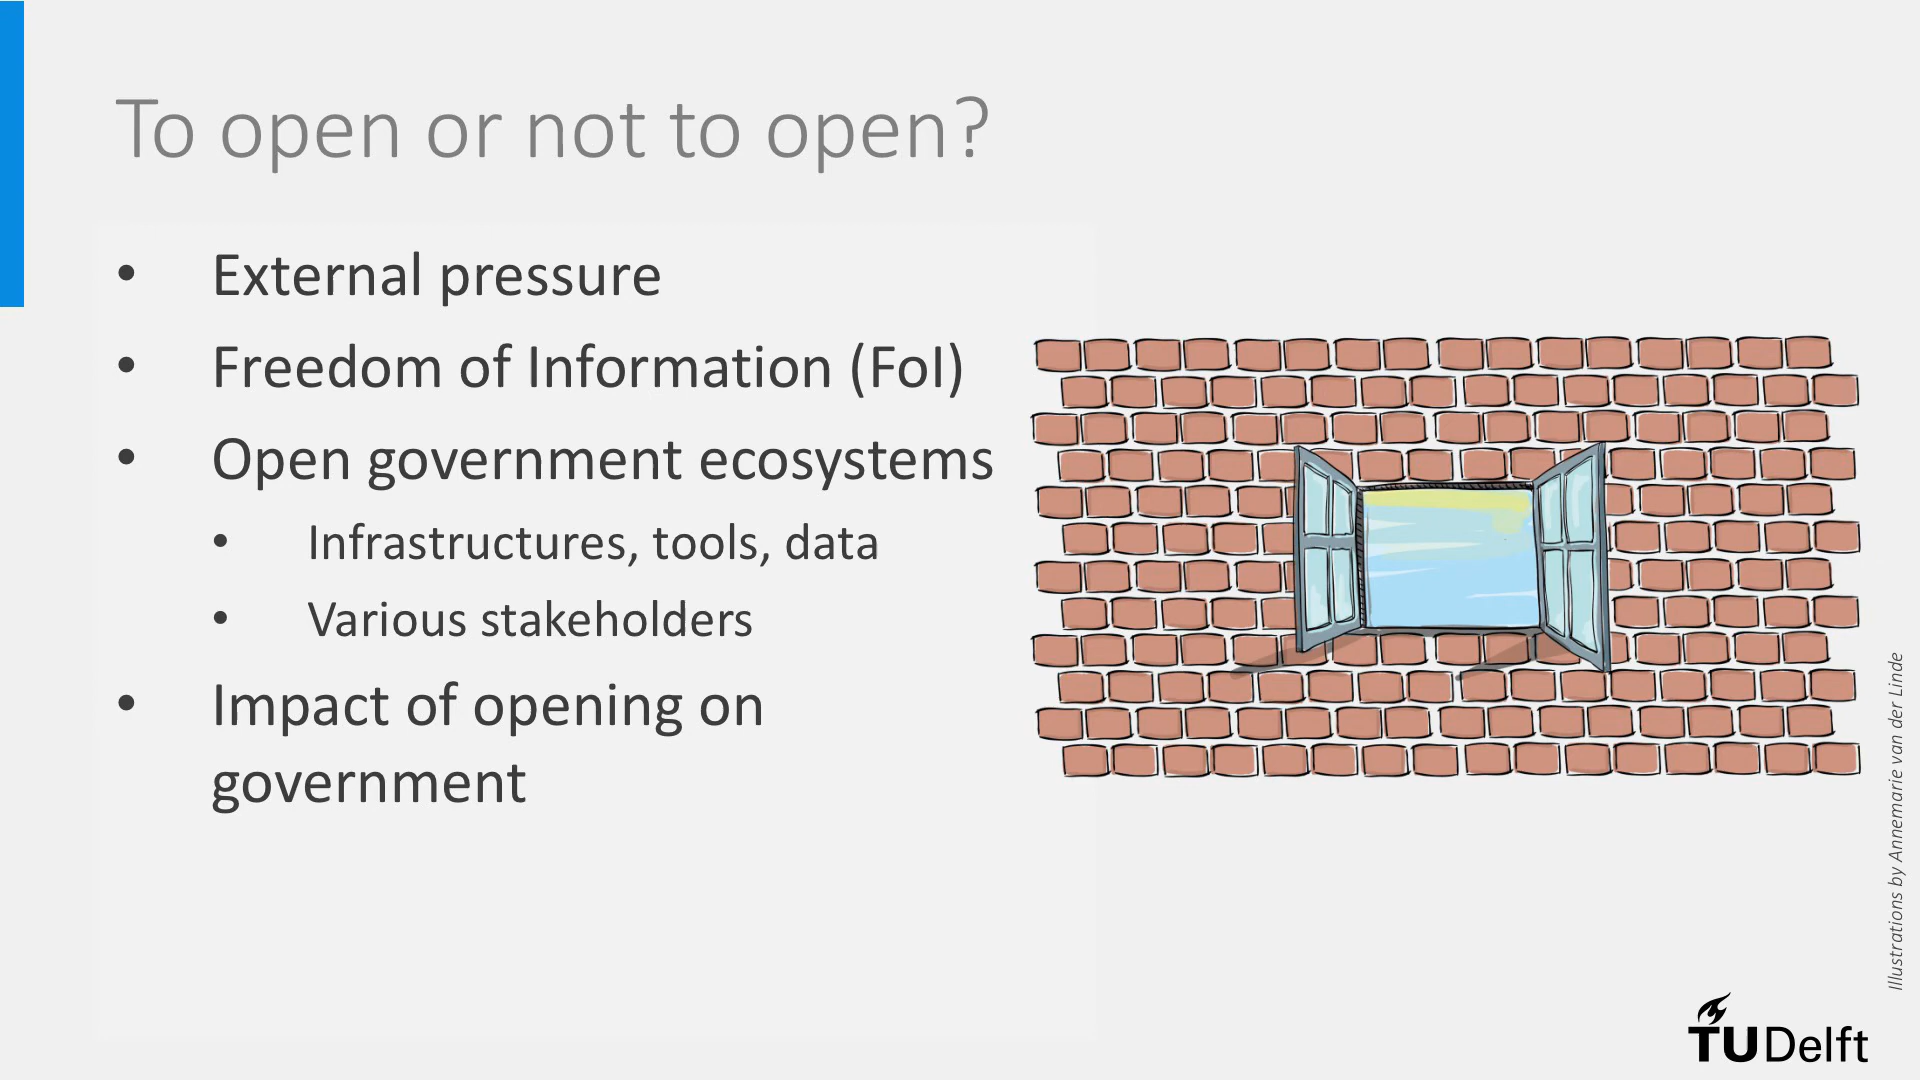 To open or not to open?
• External pressure
• Freedom of Information (FoI)
• Open government ecosystems
• Infrastructures, tools, data
• Various stakeholders
• Impact of opening on
government
Illustrations by Annemarie van der Linde
TUDelft